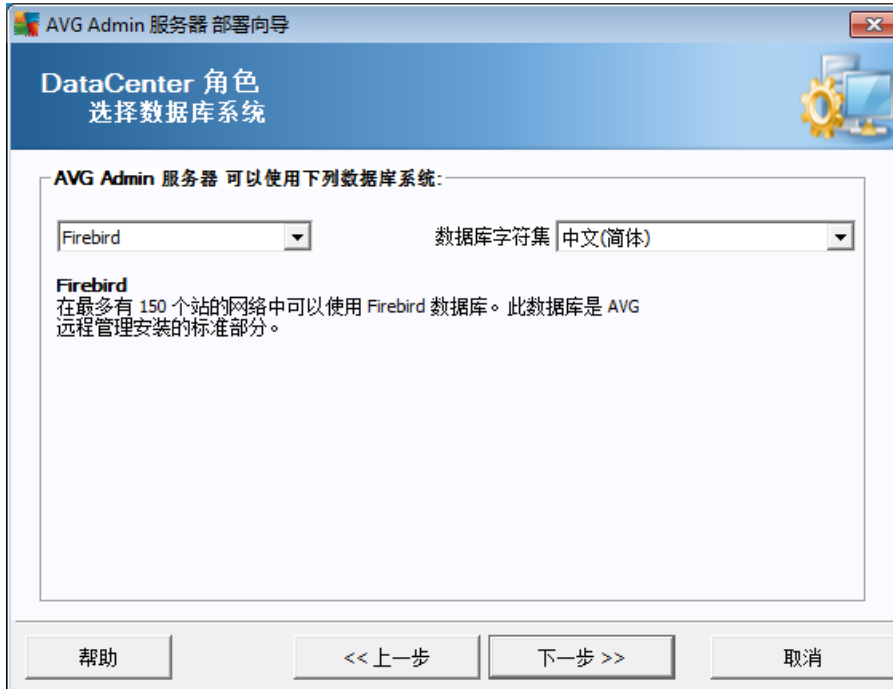 AVG Admin 服务器 部署向导
DataCenter 角色
选择数据库系统
AVG Admin 服务器 可以使用下列数据库系统:
Firebird 数据库字符集 中文(简体)
Firebird
在最多有 150 个站的网络中可以使用 Firebird 数据库。此数据库是 AVG
远程管理安装的标准部分。
帮助 << 上一步 下一步 >> 取消